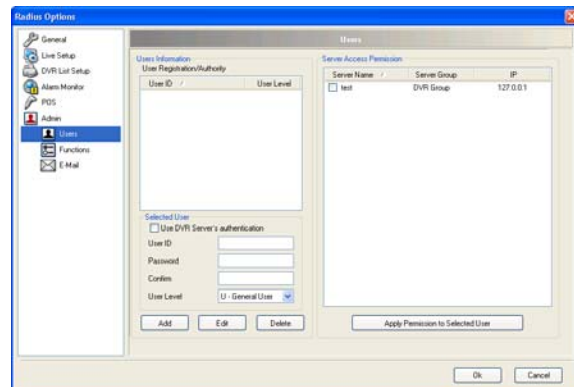 Radius Options
General
Live Setup
DVR List Setup
Alarm Monitor
POS
Admin
Users
Functions
E-Mail
Users
Users Information
User Registration/Authority
User ID
User Level
Selected User
Use DVR Server's authentication
User ID
Password
Confirm
User Level
U - General User
Add
Edit
Delete
Server Access Permission
Server Name
Server Group
IP
test
DVR Group
127.0.0.1
Apply Permission to Selected User
Ok
Cancel